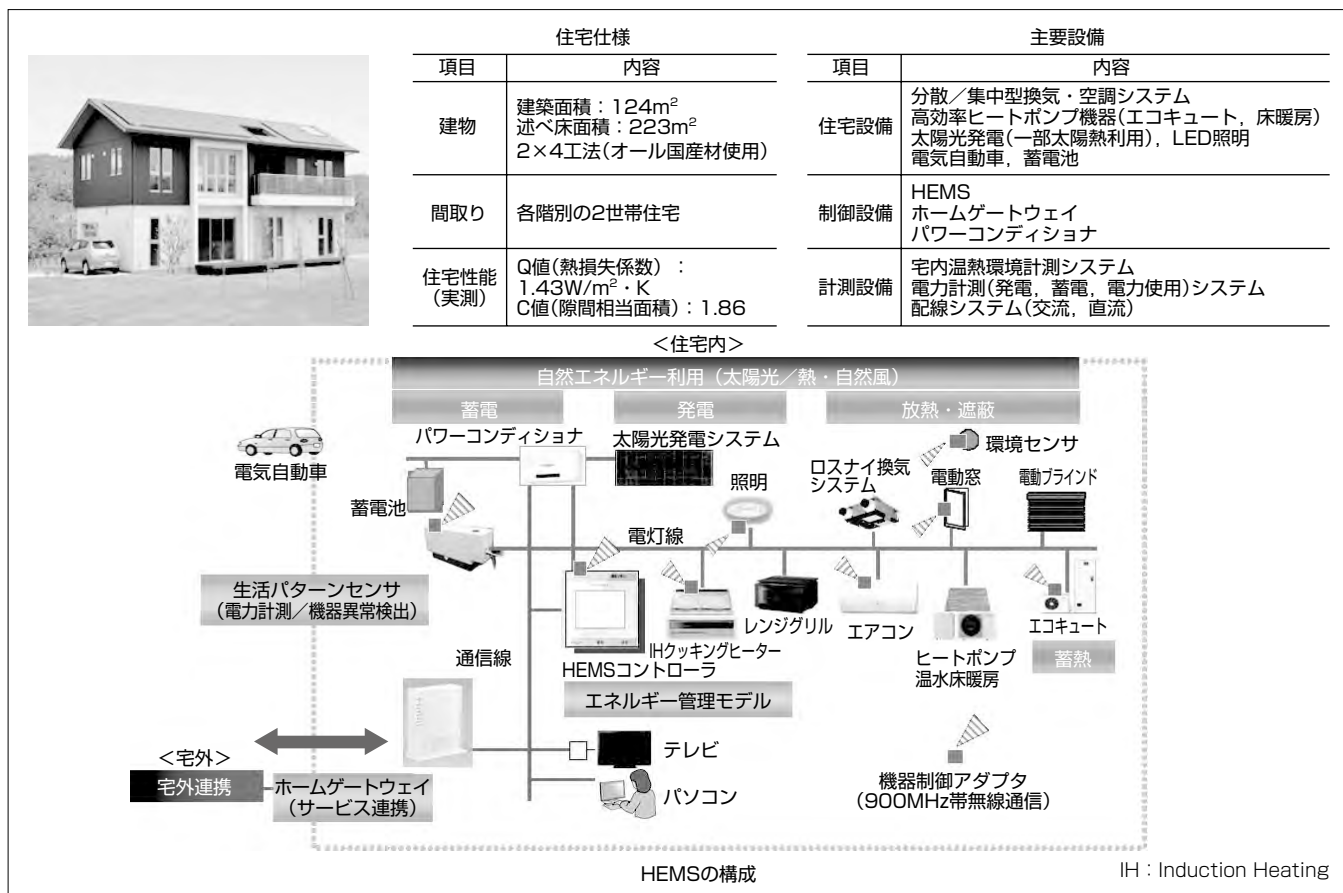 住宅仕様
項目 内容
建物 建築面積：124m²
述べ床面積：223m²
2×4工法(オール国産材使用)
間取り 各階別の2世帯住宅
住宅性能
(実測)
Q値(熱損失係数)：
1.43W/m²・K
C値(隙間相当面積)：1.86
主要設備
項目 内容
住宅設備 分散／集中型換気・空調システム
高効率ヒートポンプ機器(エコキュート，床暖房)
太陽光発電(一部太陽熱利用)，LED照明
電気自動車，蓄電池
制御設備 HEMS
ホームゲートウェイ
パワーコンディショナ
計測設備 宅内温熱環境計測システム
電力計測(発電，蓄電，電力使用)システム
配線システム(交流，直流)
＜住宅内＞
自然エネルギー利用（太陽光／熱・自然風）
蓄電 発電 放熱・遮蔽
パワーコンディショナ 太陽光発電システム 環境センサ
電気自動車
蓄電池
照明
ロスナイ換気
システム
電動窓 電動ブラインド
電灯線
生活パターンセンサ
（電力計測／機器異常検出）
通信線
HEMSコントローラ
IHクッキングヒーター
レンジグリル
エアコン
ヒートポンプ
温水床暖房
エコキュート
蓄熱
エネルギー管理モデル
＜宅外＞
宅外連携
ホームゲートウェイ
（サービス連携）
テレビ
パソコン
機器制御アダプタ
（900MHz帯無線通信）
HEMSの構成
IH：Induction Heating